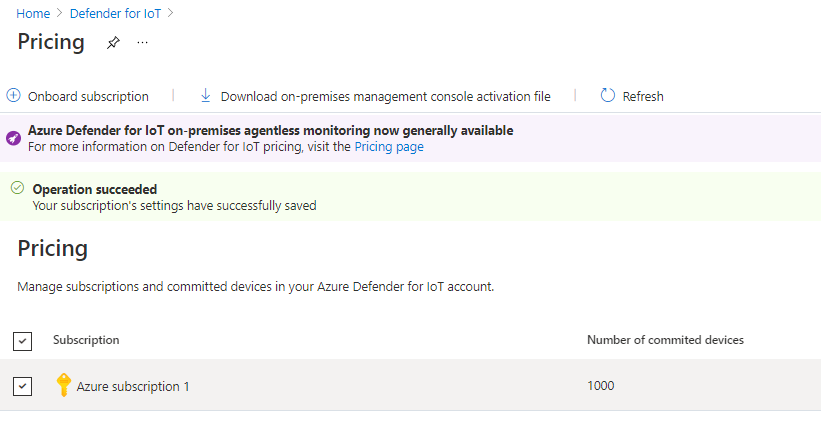 Home > Defender for IoT >
Pricing ...
Onboard subscription | Download on-premises management console activation file | Refresh
Azure Defender for IoT on-premises agentless monitoring now generally available
For more information on Defender for IoT pricing, visit the Pricing page
Operation succeeded
Your subscription's settings have successfully saved
Pricing
Manage subscriptions and committed devices in your Azure Defender for IoT account.
Subscription Number of commited devices
Azure subscription 1 1000